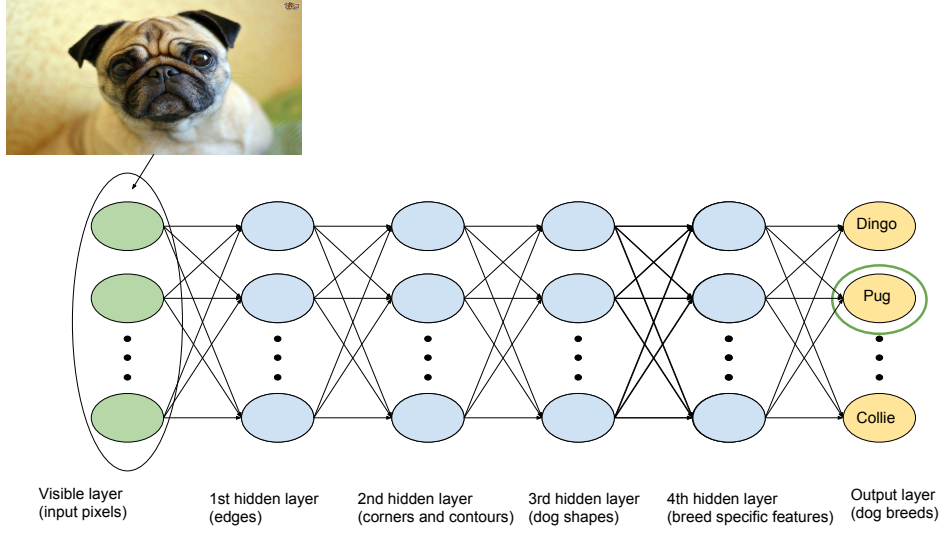 Dingo
Pug
Collie
Visible layer
(input pixels)
1st hidden layer
(edges)
2nd hidden layer
(corners and contours)
3rd hidden layer
(dog shapes)
4th hidden layer
(breed specific features)
Output layer
(dog breeds)